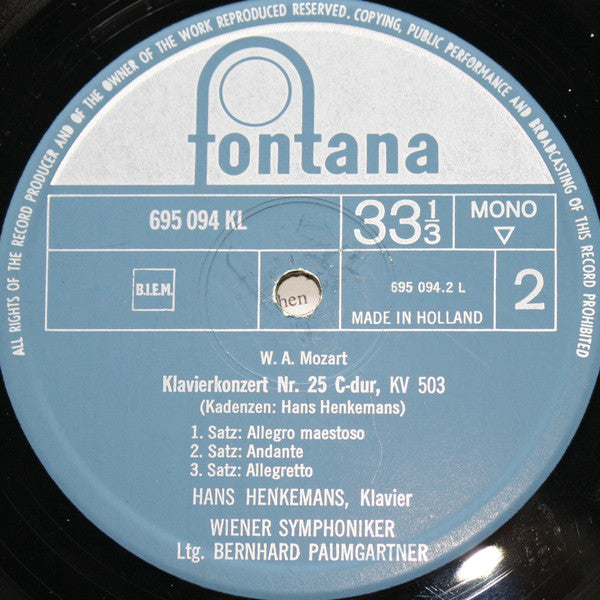 ALL RIGHTS OF THE RECORD PRODUCER AND OF THE OWNER OF THE WORK REPRODUCED RESERVED. COPYING, PUBLIC PERFORMANCE AND BROADCASTING OF THIS RECORD PROHIBITED
fontana
695 094 KL
33⅓
MONO
▽
B.I.E.M.
hen
695 094.2 L
2
MADE IN HOLLAND
W. A. Mozart
Klavierkonzert Nr. 25 C-dur, KV 503
(Kadenzen: Hans Henkemans)
1. Satz: Allegro maestoso
2. Satz: Andante
3. Satz: Allegretto
HANS HENKEMANS, Klavier
WIENER SYMPHONIKER
Ltg. BERNHARD PAUMGARTNER